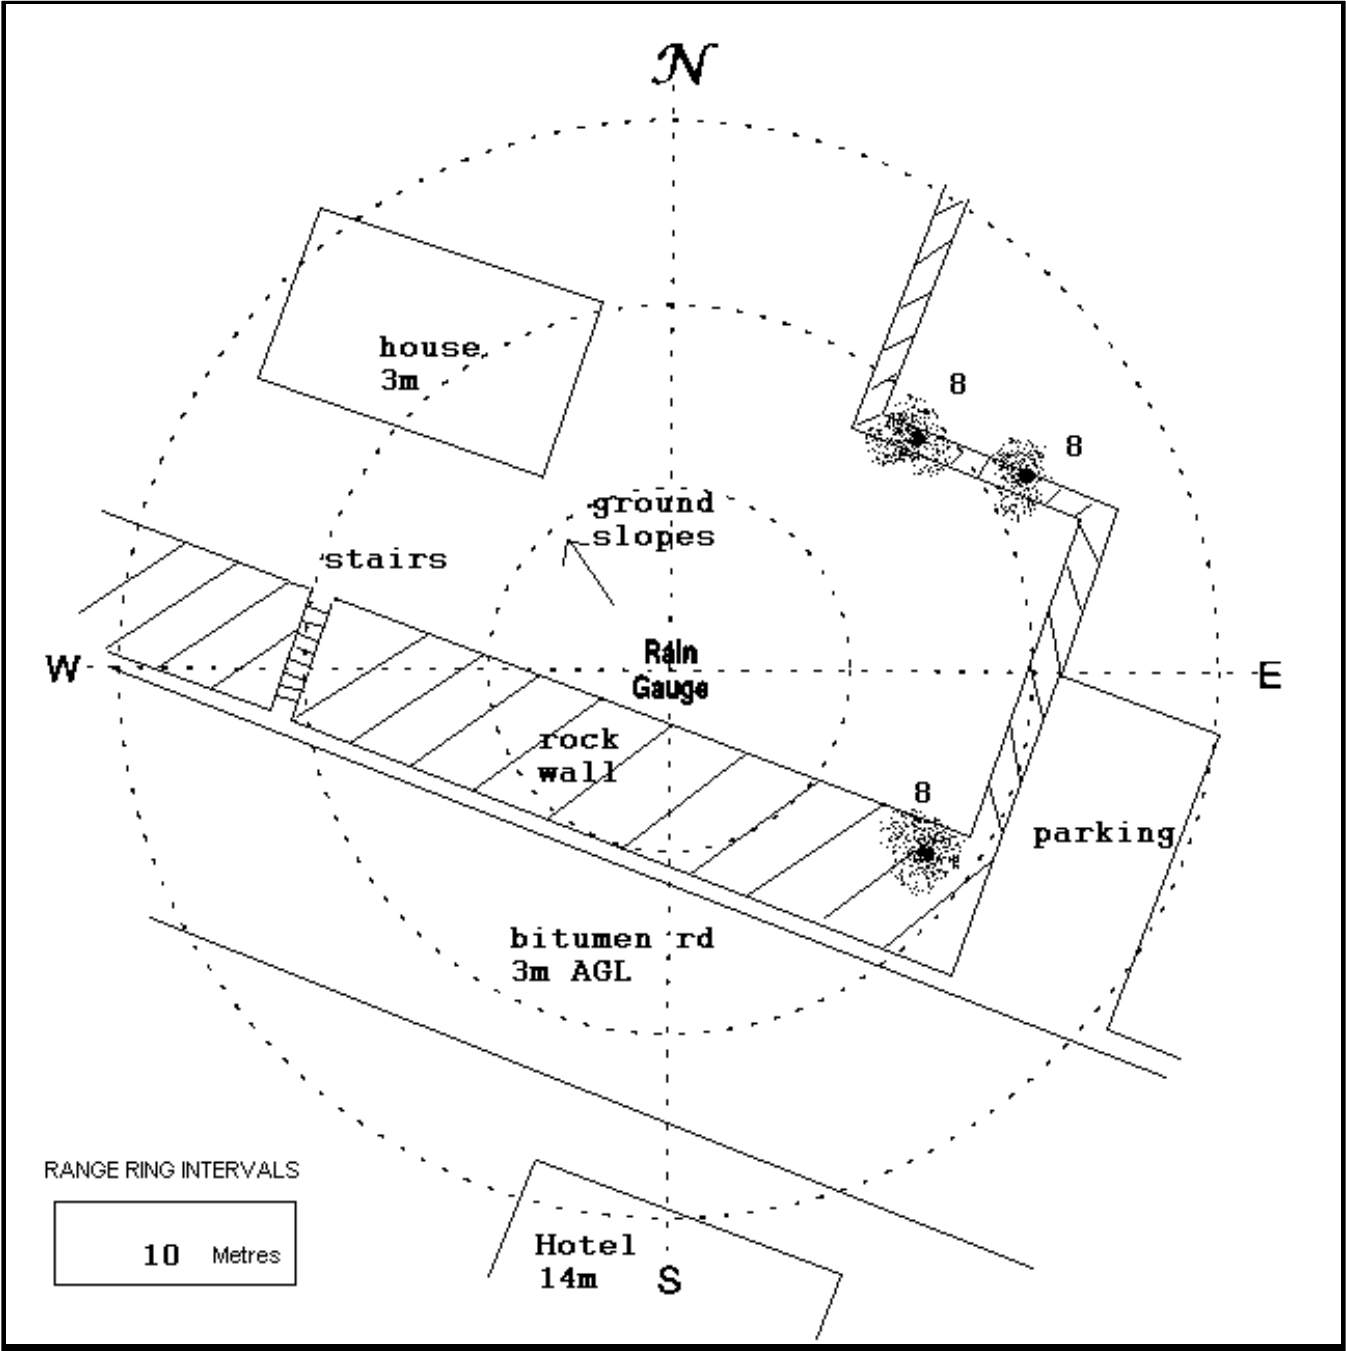 N
house
3m
8
8
ground
slopes
stairs
W
Rain
Gauge
E
rock
wall
8
parking
bitumen rd
3m AGL
RANGE RING INTERVALS
10 Metres
Hotel
14m
S